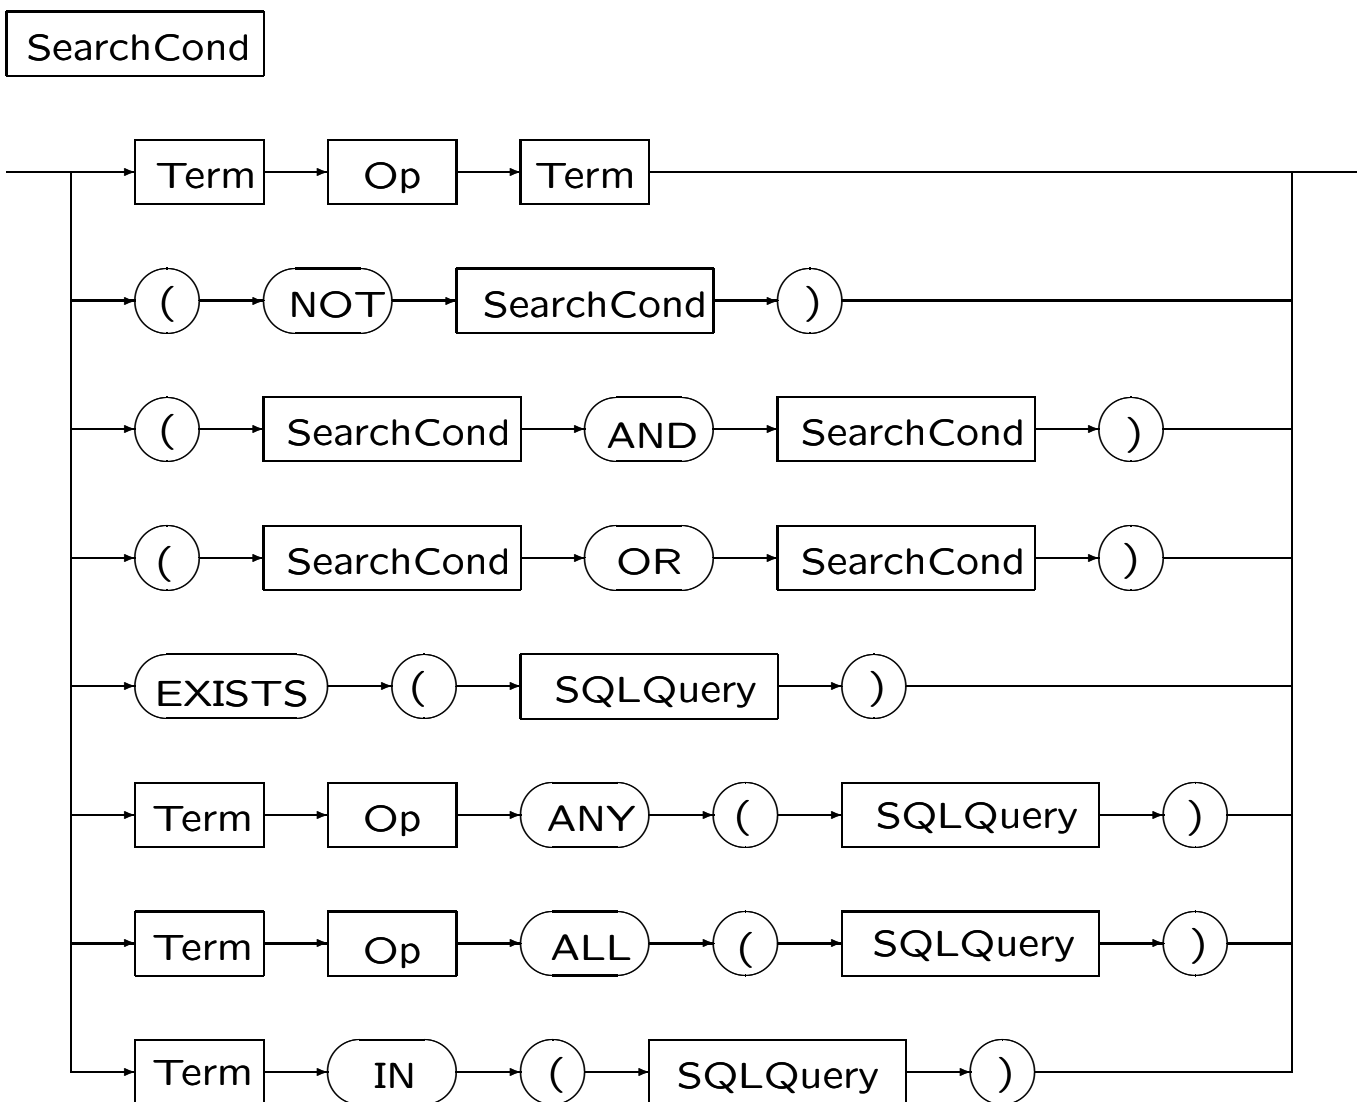 SearchCond
Term Op Term
( NOT SearchCond )
( SearchCond AND SearchCond )
( SearchCond OR SearchCond )
EXISTS ( SQLQuery )
Term Op ANY ( SQLQuery )
Term Op ALL ( SQLQuery )
Term IN ( SQLQuery )